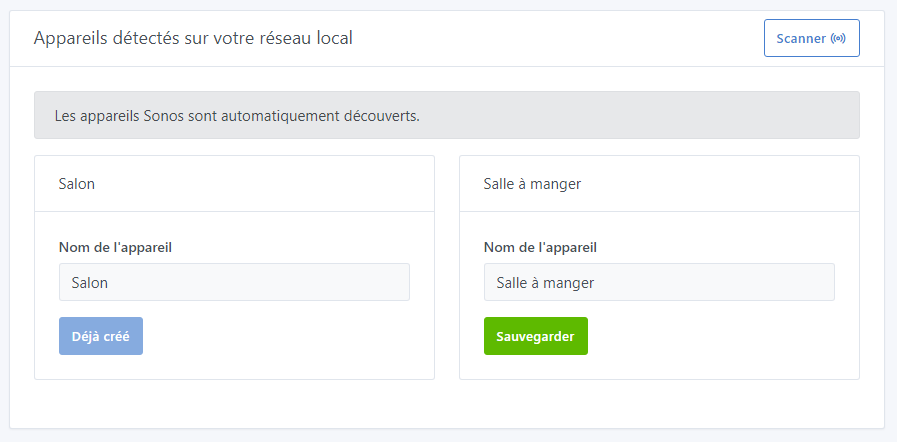 Appareils détectés sur votre réseau local
Scanner
Les appareils Sonos sont automatiquement découverts.
Salon
Nom de l'appareil
Salon
Déjà créé
Salle à manger
Nom de l'appareil
Salle à manger
Sauvegarder